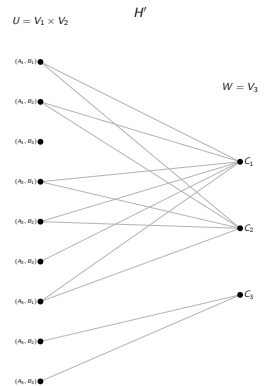 H′
U = V₁ × V₂
(A₁, B₁)
W = V₃
(A₁, B₂)
(A₁, B₃)
C₁
(A₂, B₁)
(A₂, B₂)
C₂
(A₂, B₃)
C₃
(A₃, B₁)
(A₃, B₂)
(A₃, B₃)